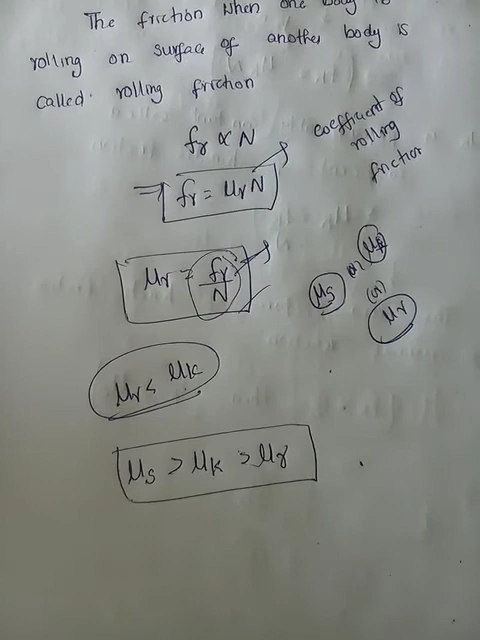 The friction when one body is
rolling on surface of another body is
called. rolling friction
fr ∝ N
⇒ fr = μrN
coefficient of
rolling
friction
μr = fr/N
μs (or) μk
(or)
μr
μr < μk
μs > μk > μr